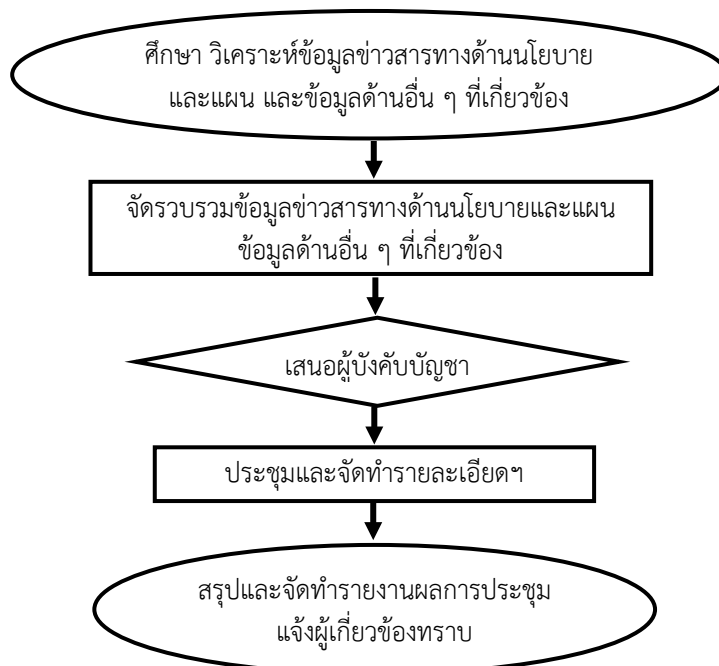 ศึกษา วิเคราะห์ข้อมูลข่าวสารทางด้านนโยบาย
และแผน และข้อมูลด้านอื่น ๆ ที่เกี่ยวข้อง
จัดรวบรวมข้อมูลข่าวสารทางด้านนโยบายและแผน
ข้อมูลด้านอื่น ๆ ที่เกี่ยวข้อง
เสนอผู้บังคับบัญชา
ประชุมและจัดทำรายละเอียดฯ
สรุปและจัดทำรายงานผลการประชุม
แจ้งผู้เกี่ยวข้องทราบ